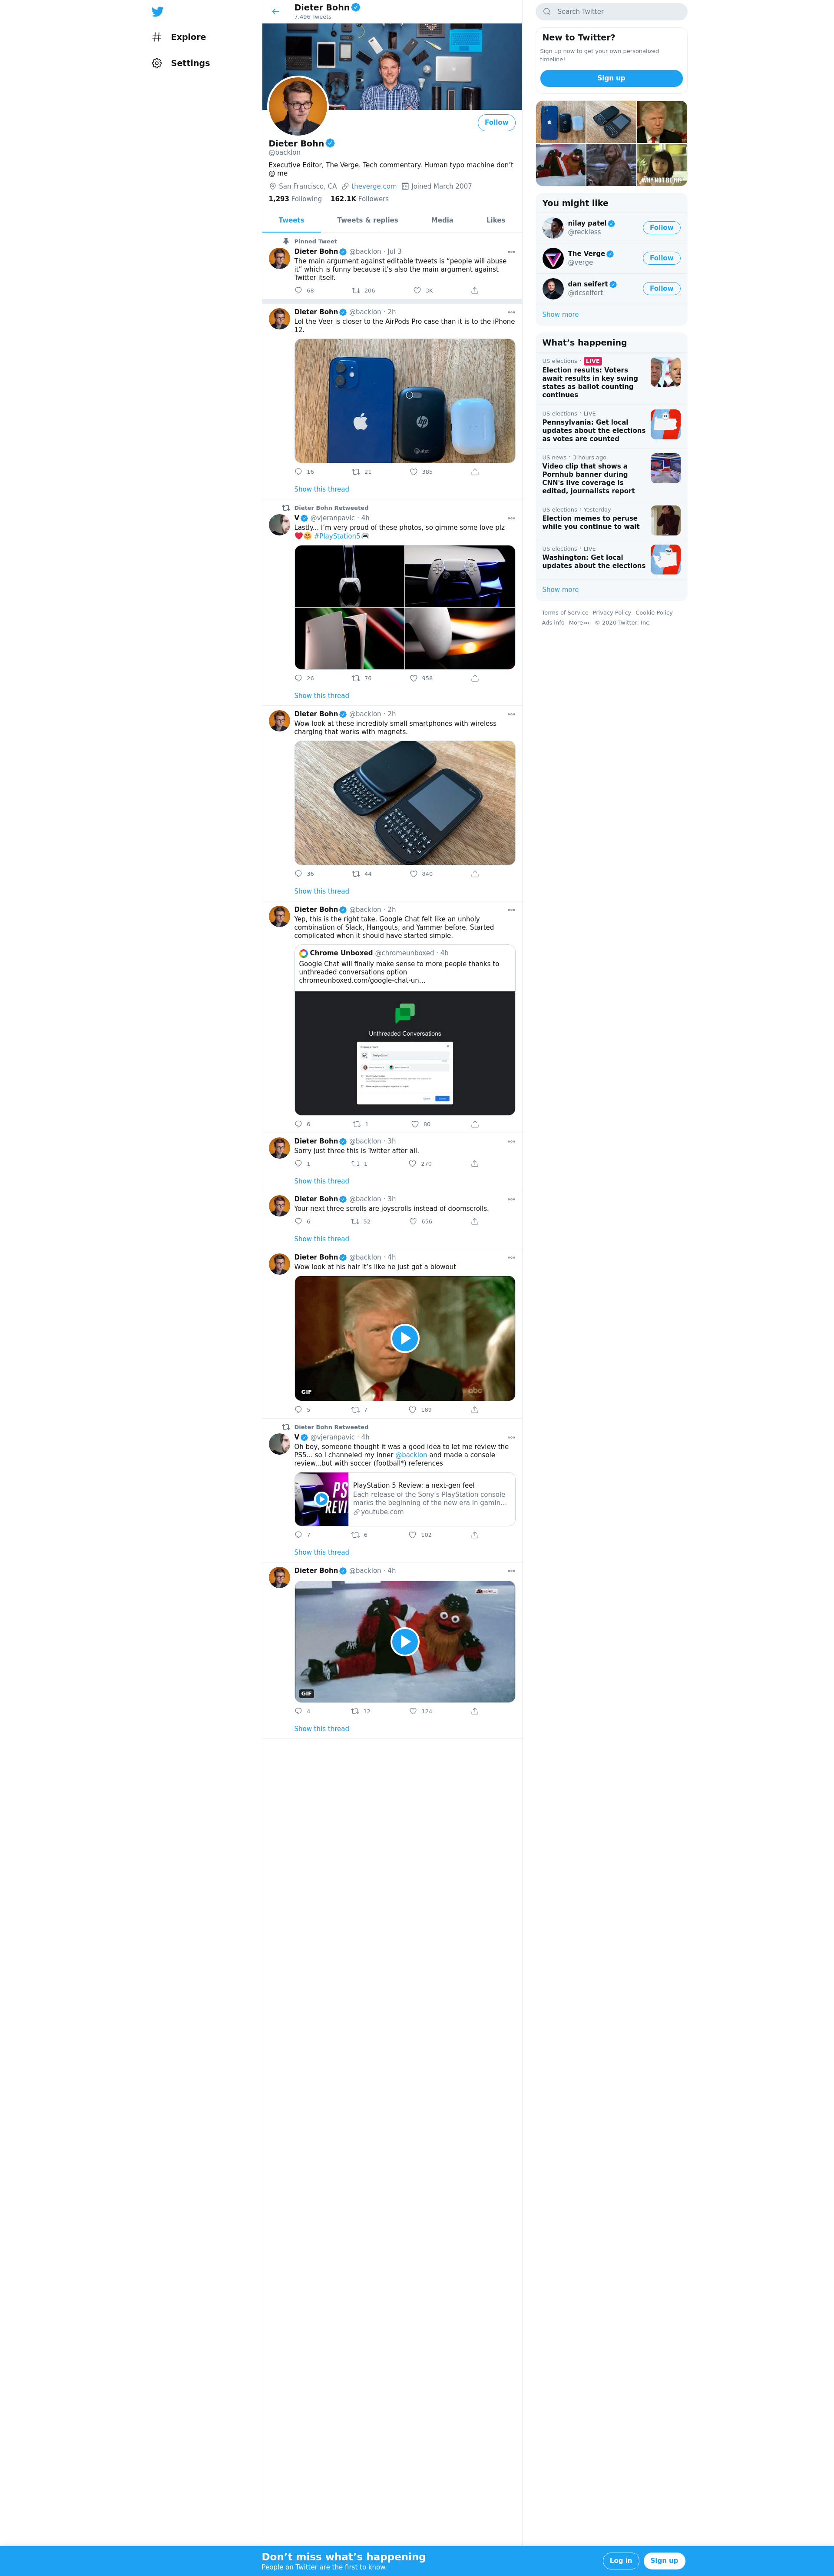 Explore
Settings
Dieter Bohn
7,496 Tweets
Follow
Dieter Bohn
@backlon
Executive Editor, The Verge. Tech commentary. Human typo machine don’t
@ me
San Francisco, CA theverge.com Joined March 2007
1,293 Following 162.1K Followers
Tweets Tweets & replies Media Likes
Pinned Tweet
Dieter Bohn @backlon · Jul 3
The main argument against editable tweets is “people will abuse
it” which is funny because it’s also the main argument against
Twitter itself.
68 206 3K
Dieter Bohn @backlon · 2h
Lol the Veer is closer to the AirPods Pro case than it is to the iPhone
12.
hp
at&t
16 21 385
Show this thread
Dieter Bohn Retweeted
V @vjeranpavic · 4h
Lastly... I’m very proud of these photos, so gimme some love plz
❤️😊 #PlayStation5🎮
26 76 958
Show this thread
Dieter Bohn @backlon · 2h
Wow look at these incredibly small smartphones with wireless
charging that works with magnets.
36 44 840
Show this thread
Dieter Bohn @backlon · 2h
Yep, this is the right take. Google Chat felt like an unholy
combination of Slack, Hangouts, and Yammer before. Started
complicated when it should have started simple.
Chrome Unboxed @chromeunboxed · 4h
Google Chat will finally make sense to more people thanks to
unthreaded conversations option
chromeunboxed.com/google-chat-un…
Unthreaded Conversations
6 1 80
Dieter Bohn @backlon · 3h
Sorry just three this is Twitter after all.
1 1 270
Show this thread
Dieter Bohn @backlon · 3h
Your next three scrolls are joyscrolls instead of doomscrolls.
6 52 656
Show this thread
Dieter Bohn @backlon · 4h
Wow look at his hair it’s like he just got a blowout
GIF
abc
5 7 189
Dieter Bohn Retweeted
V @vjeranpavic · 4h
Oh boy, someone thought it was a good idea to let me review the
PS5... so I channeled my inner @backlon and made a console
review...but with soccer (football*) references
PlayStation 5 Review: a next-gen feel
Each release of the Sony’s PlayStation console
marks the beginning of the new era in gamin…
youtube.com
7 6 102
Show this thread
Dieter Bohn @backlon · 4h
GIF
4 12 124
Show this thread
Search Twitter
New to Twitter?
Sign up now to get your own personalized
timeline!
Sign up
WHY NOT BOTH?
You might like
nilay patel
@reckless
Follow
The Verge
@verge
Follow
dan seifert
@dcseifert
Follow
Show more
What’s happening
US elections · LIVE
Election results: Voters
await results in key swing
states as ballot counting
continues
US elections · LIVE
Pennsylvania: Get local
updates about the elections
as votes are counted
US news · 3 hours ago
Video clip that shows a
Pornhub banner during
CNN's live coverage is
edited, journalists report
US elections · Yesterday
Election memes to peruse
while you continue to wait
US elections · LIVE
Washington: Get local
updates about the elections
Show more
Terms of Service Privacy Policy Cookie Policy
Ads info More ··· © 2020 Twitter, Inc.
Don’t miss what’s happening
People on Twitter are the first to know.
Log in Sign up